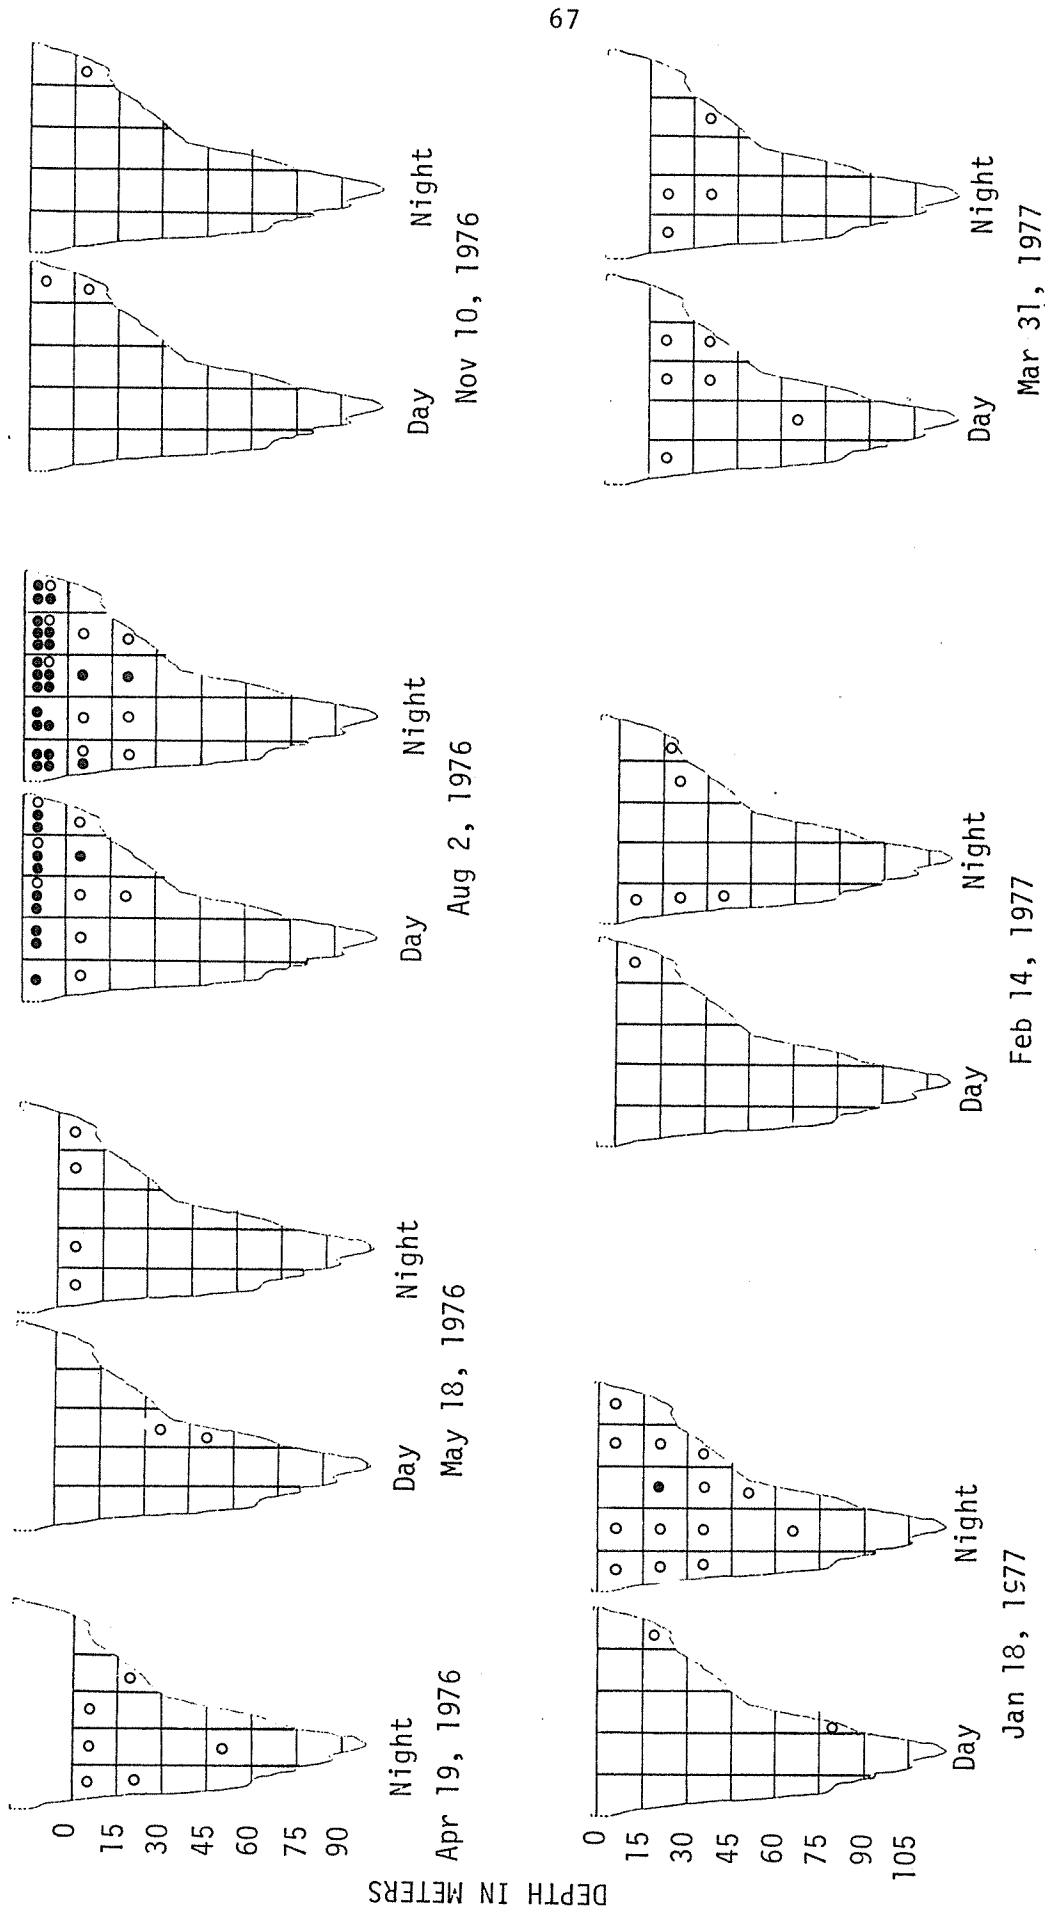 67
DEPTH IN METERS
0
15
30
45
60
75
90
Night
Apr 19, 1976
Day
Night
May 18, 1976
Day
Night
Aug 2, 1976
Day
Night
Nov 10, 1976
0
15
30
45
60
75
90
105
Day
Night
Jan 18, 1977
Day
Night
Feb 14, 1977
Day
Night
Mar 31, 1977